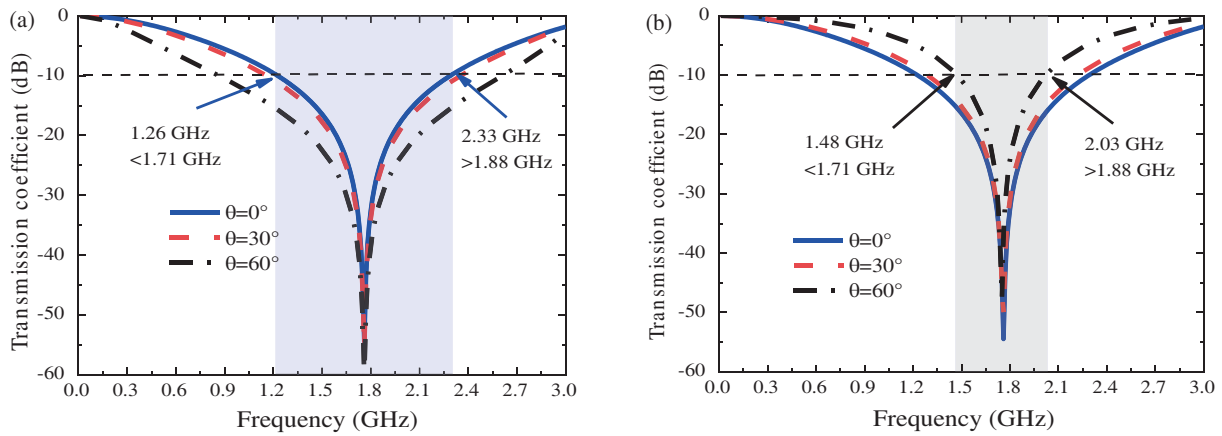 (a)
Transmission coefficient (dB)
0
-10
-20
-30
-40
-50
-60
1.26 GHz
<1.71 GHz
2.33 GHz
>1.88 GHz
θ=0°
θ=30°
θ=60°
0.0 0.3 0.6 0.9 1.2 1.5 1.8 2.1 2.4 2.7 3.0
Frequency (GHz)
(b)
Transmission coefficient (dB)
0
-10
-20
-30
-40
-50
-60
1.48 GHz
<1.71 GHz
2.03 GHz
>1.88 GHz
θ=0°
θ=30°
θ=60°
0.0 0.3 0.6 0.9 1.2 1.5 1.8 2.1 2.4 2.7 3.0
Frequency (GHz)